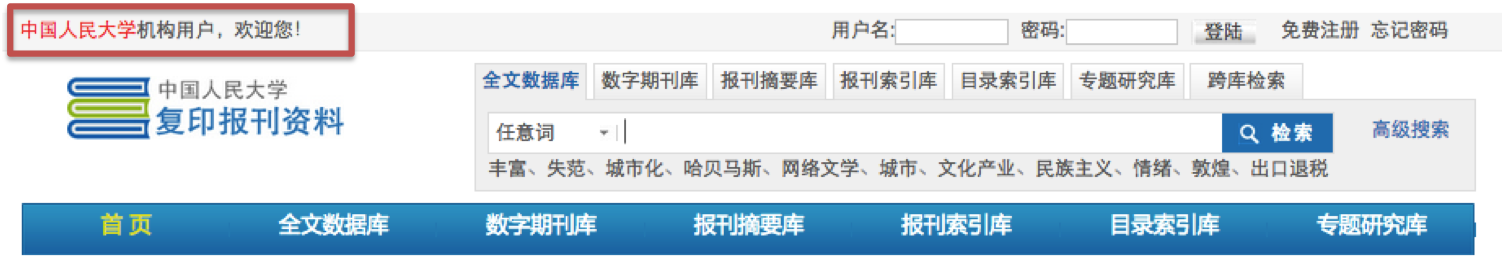 中国人民大学机构用户，欢迎您！ 用户名: 密码: 登陆 免费注册 忘记密码
中国人民大学
复印报刊资料
全文数据库 数字期刊库 报刊摘要库 报刊索引库 目录索引库 专题研究库 跨库检索
任意词 检索 高级搜索
丰富、失范、城市化、哈贝马斯、网络文学、城市、文化产业、民族主义、情绪、敦煌、出口退税
首页 全文数据库 数字期刊库 报刊摘要库 报刊索引库 目录索引库 专题研究库